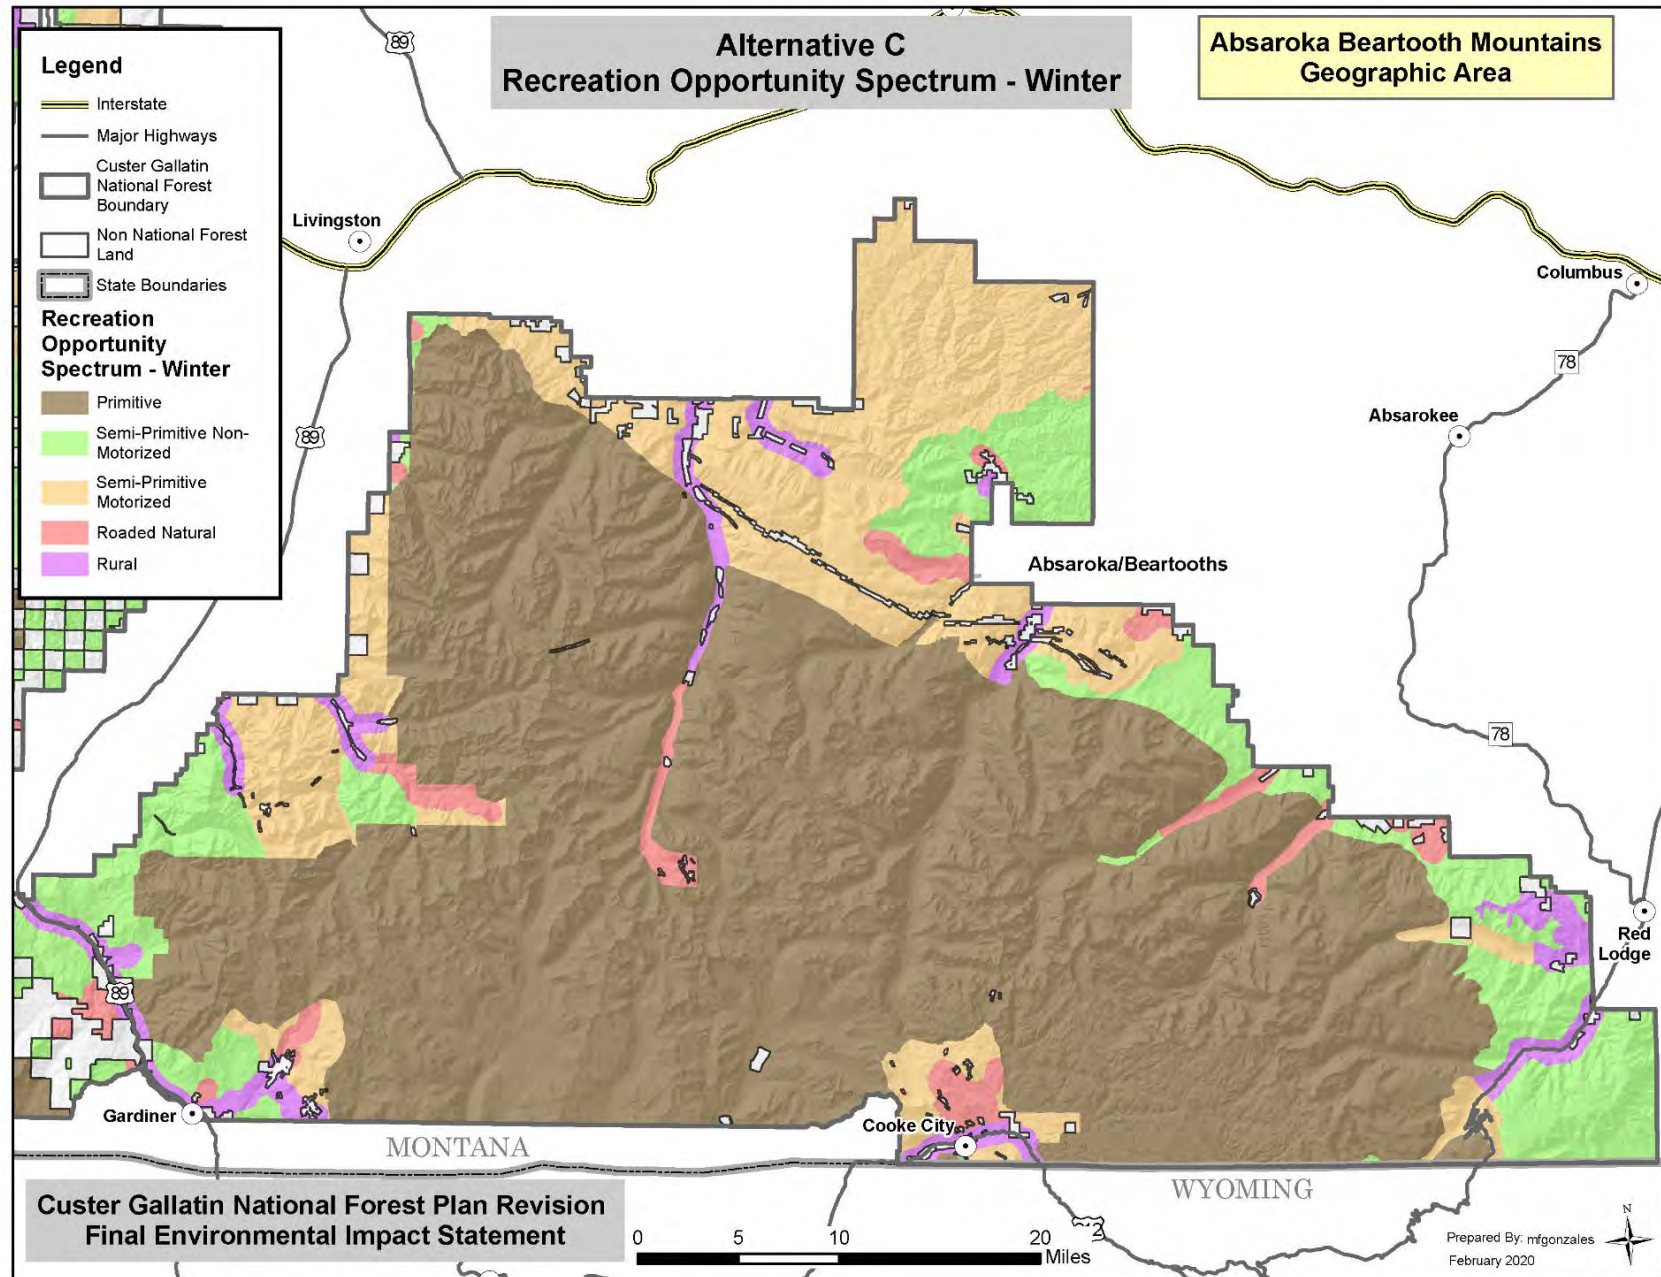 Alternative C
Recreation Opportunity Spectrum - Winter
Absaroka Beartooth Mountains
Geographic Area
Legend
Interstate
Major Highways
Custer Gallatin
National Forest
Boundary
Non National Forest
Land
State Boundaries
Recreation
Opportunity
Spectrum - Winter
Primitive
Semi-Primitive Non-
Motorized
Semi-Primitive
Motorized
Roaded Natural
Rural
89
Livingston
Columbus
78
Absarokee
89
Absaroka/Beartooths
78
Red
Lodge
89
Gardiner
Cooke City
MONTANA
WYOMING
Custer Gallatin National Forest Plan Revision
Final Environmental Impact Statement
0 5 10 20
Miles
N
Prepared By: mfgonzales
February 2020